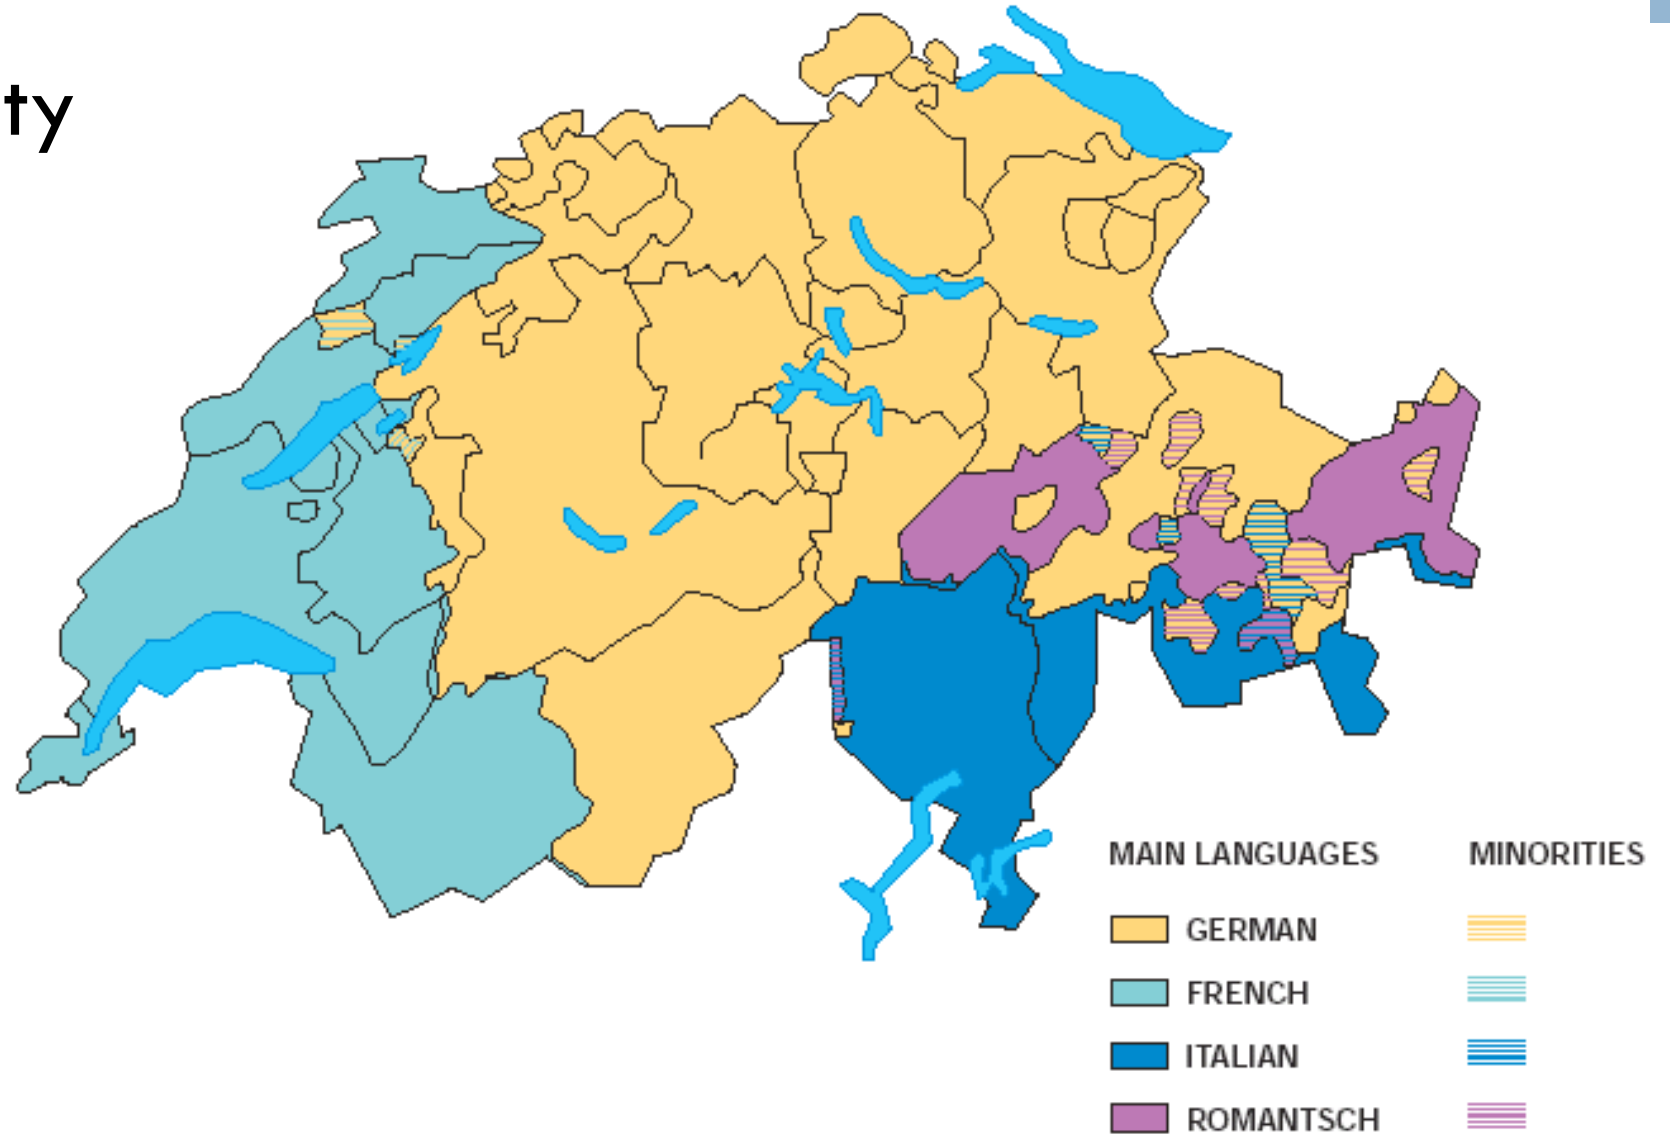 ty
MAIN LANGUAGES MINORITIES
GERMAN
FRENCH
ITALIAN
ROMANTSCH